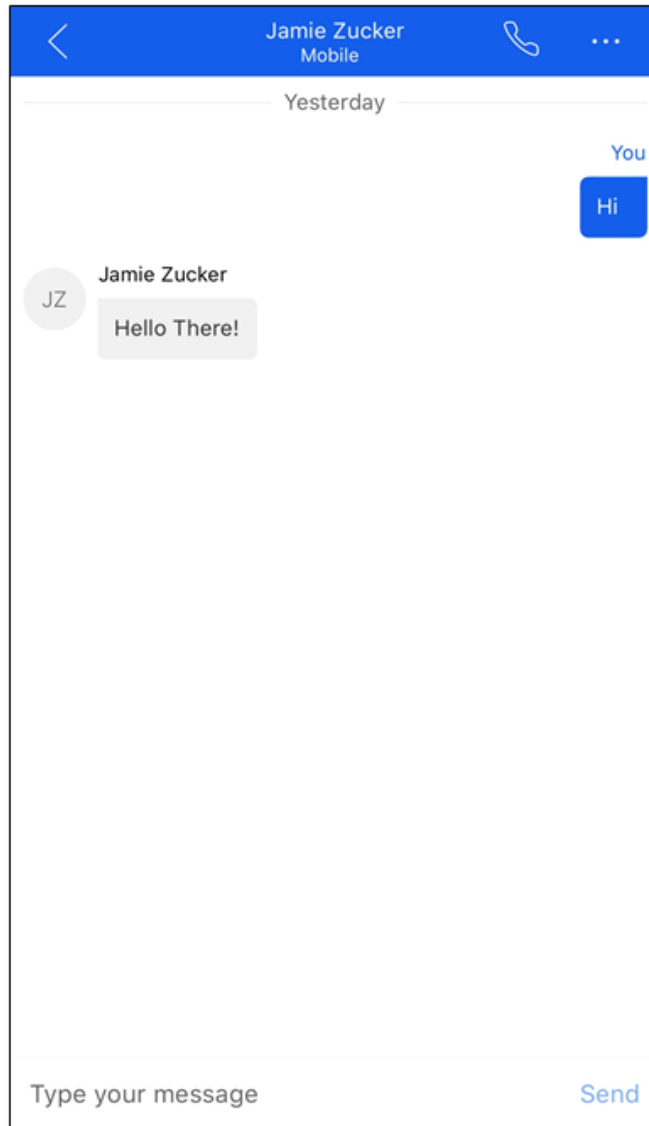 Jamie Zucker
Mobile
Yesterday
You
Hi
Jamie Zucker
JZ
Hello There!
Type your message
Send